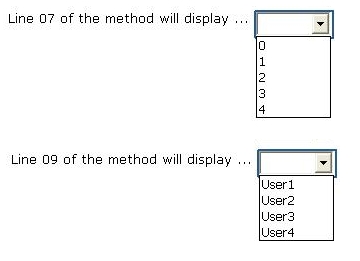 Line 07 of the method will display ...
0
1
2
3
4
Line 09 of the method will display ...
User1
User2
User3
User4